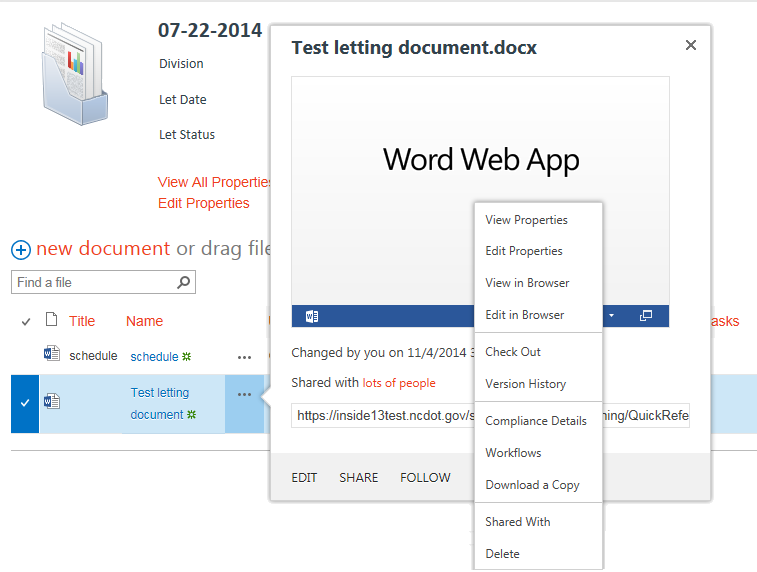 07-22-2014
Division
Let Date
Let Status
View All Properties
Edit Properties
new document or drag file
Find a file
Title Name
schedule schedule ...
Test letting
document ...
Test letting document.docx
Word Web App
Changed by you on 11/4/2014
Shared with lots of people
https://inside13test.ncdot.gov/s ning/QuickRefe
EDIT SHARE FOLLOW
View Properties
Edit Properties
View in Browser
Edit in Browser
Check Out
Version History
Compliance Details
Workflows
Download a Copy
Shared With
Delete
asks